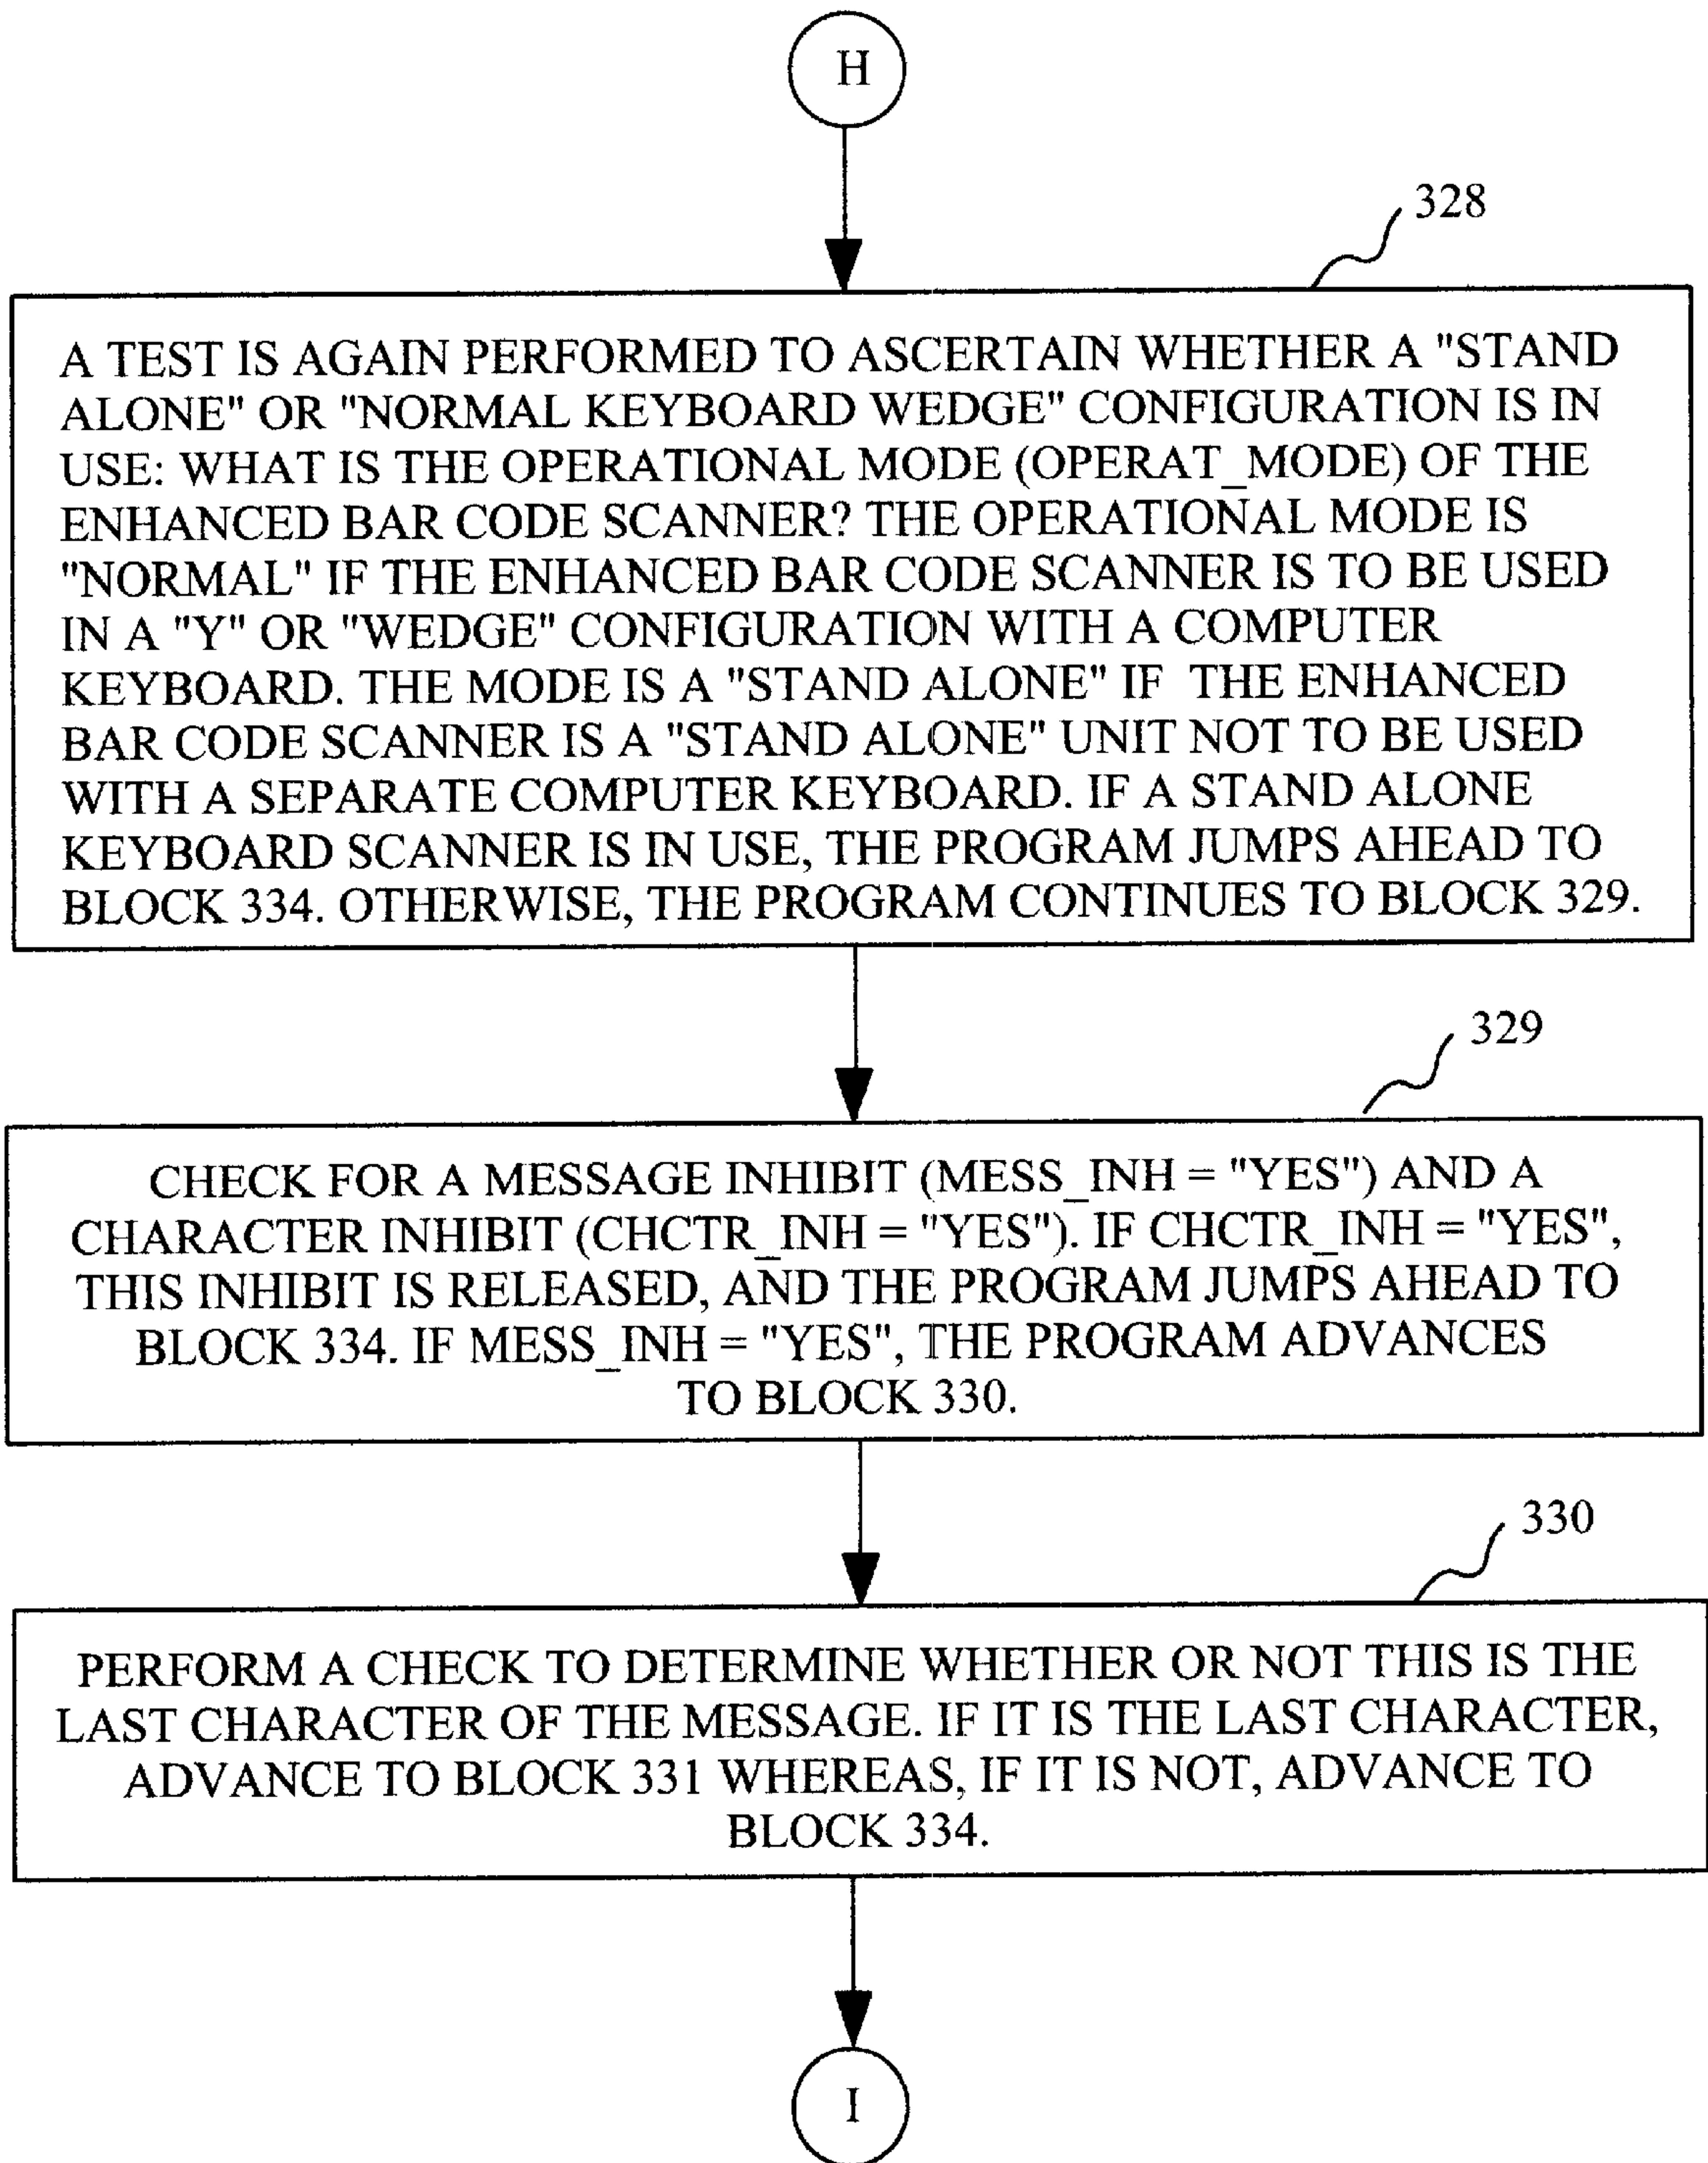 H
328
A TEST IS AGAIN PERFORMED TO ASCERTAIN WHETHER A "STAND
ALONE" OR "NORMAL KEYBOARD WEDGE" CONFIGURATION IS IN
USE: WHAT IS THE OPERATIONAL MODE (OPERAT_MODE) OF THE
ENHANCED BAR CODE SCANNER? THE OPERATIONAL MODE IS
"NORMAL" IF THE ENHANCED BAR CODE SCANNER IS TO BE USED
IN A "Y" OR "WEDGE" CONFIGURATION WITH A COMPUTER
KEYBOARD. THE MODE IS A "STAND ALONE" IF THE ENHANCED
BAR CODE SCANNER IS A "STAND ALONE" UNIT NOT TO BE USED
WITH A SEPARATE COMPUTER KEYBOARD. IF A STAND ALONE
KEYBOARD SCANNER IS IN USE, THE PROGRAM JUMPS AHEAD TO
BLOCK 334. OTHERWISE, THE PROGRAM CONTINUES TO BLOCK 329.
329
CHECK FOR A MESSAGE INHIBIT (MESS_INH = "YES") AND A
CHARACTER INHIBIT (CHCTR_INH = "YES"). IF CHCTR_INH = "YES",
THIS INHIBIT IS RELEASED, AND THE PROGRAM JUMPS AHEAD TO
BLOCK 334. IF MESS_INH = "YES", THE PROGRAM ADVANCES
TO BLOCK 330.
330
PERFORM A CHECK TO DETERMINE WHETHER OR NOT THIS IS THE
LAST CHARACTER OF THE MESSAGE. IF IT IS THE LAST CHARACTER,
ADVANCE TO BLOCK 331 WHEREAS, IF IT IS NOT, ADVANCE TO
BLOCK 334.
I